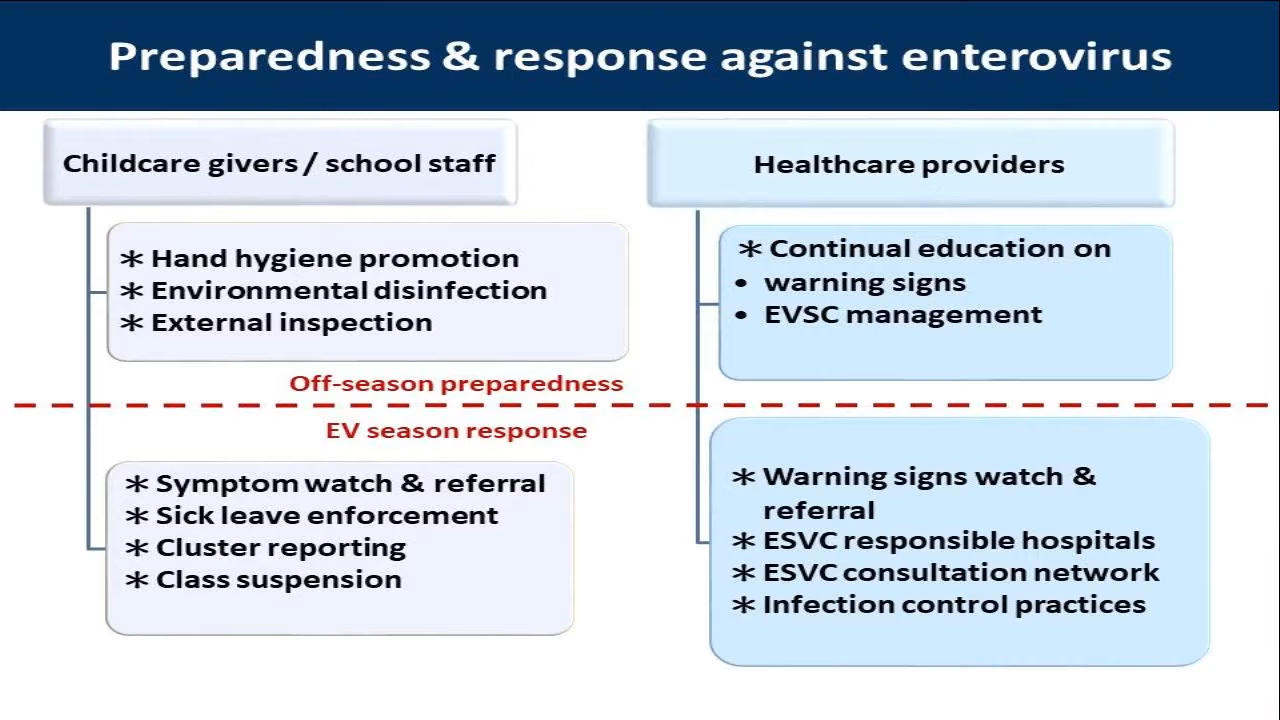 Preparedness & response against enterovirus
Childcare givers / school staff
∗ Hand hygiene promotion
∗ Environmental disinfection
∗ External inspection
Healthcare providers
∗ Continual education on
• warning signs
• EVSC management
Off-season preparedness
EV season response
∗ Symptom watch & referral
∗ Sick leave enforcement
∗ Cluster reporting
∗ Class suspension
∗ Warning signs watch &
referral
∗ ESVC responsible hospitals
∗ ESVC consultation network
∗ Infection control practices